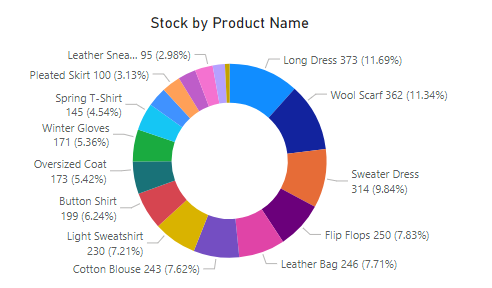 Stock by Product Name
Leather Snea... 95 (2.98%)
Long Dress 373 (11.69%)
Pleated Skirt 100 (3.13%)
Wool Scarf 362 (11.34%)
Spring T-Shirt
145 (4.54%)
Winter Gloves
171 (5.36%)
Oversized Coat
173 (5.42%)
Sweater Dress
314 (9.84%)
Button Shirt
199 (6.24%)
Light Sweatshirt
230 (7.21%)
Flip Flops 250 (7.83%)
Cotton Blouse 243 (7.62%)
Leather Bag 246 (7.71%)